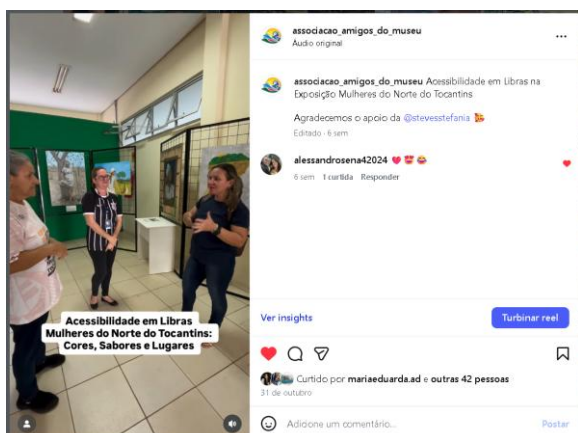 Acessibilidade em Libras
Mulheres do Norte do Tocantins:
Cores, Sabores e Lugares
associacao_amigos_do_museu
Áudio original
associacao_amigos_do_museu Acessibilidade em Libras na
Exposição Mulheres do Norte do Tocantins
Agradecemos o apoio da @stevesstefania
Editado · 6 sem
alessandrosena42024
6 sem 1 curtida Responder
Ver insights
Turbinar reel
Curtido por mariaeduarda.ad e outras 42 pessoas
31 de outubro
Adicione um comentário...
Postar